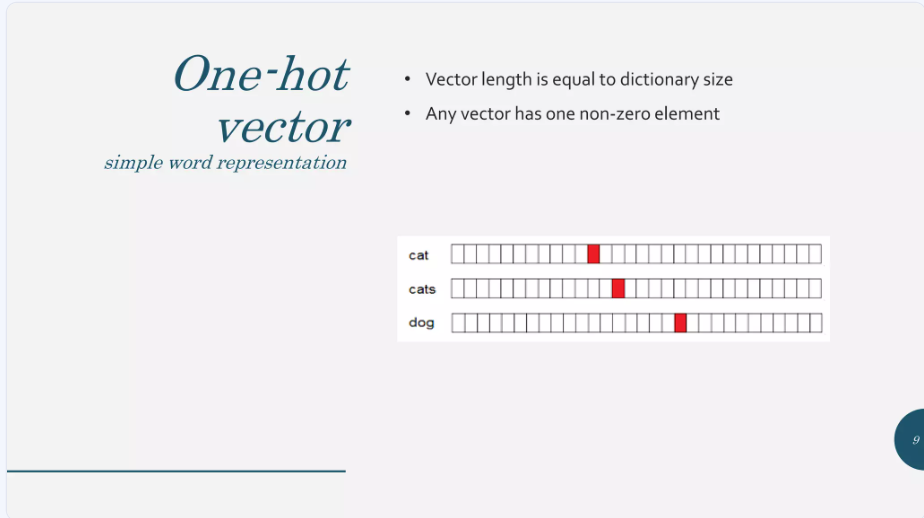 One-hot
vector
simple word representation
• Vector length is equal to dictionary size
• Any vector has one non-zero element
cat
cats
dog
9